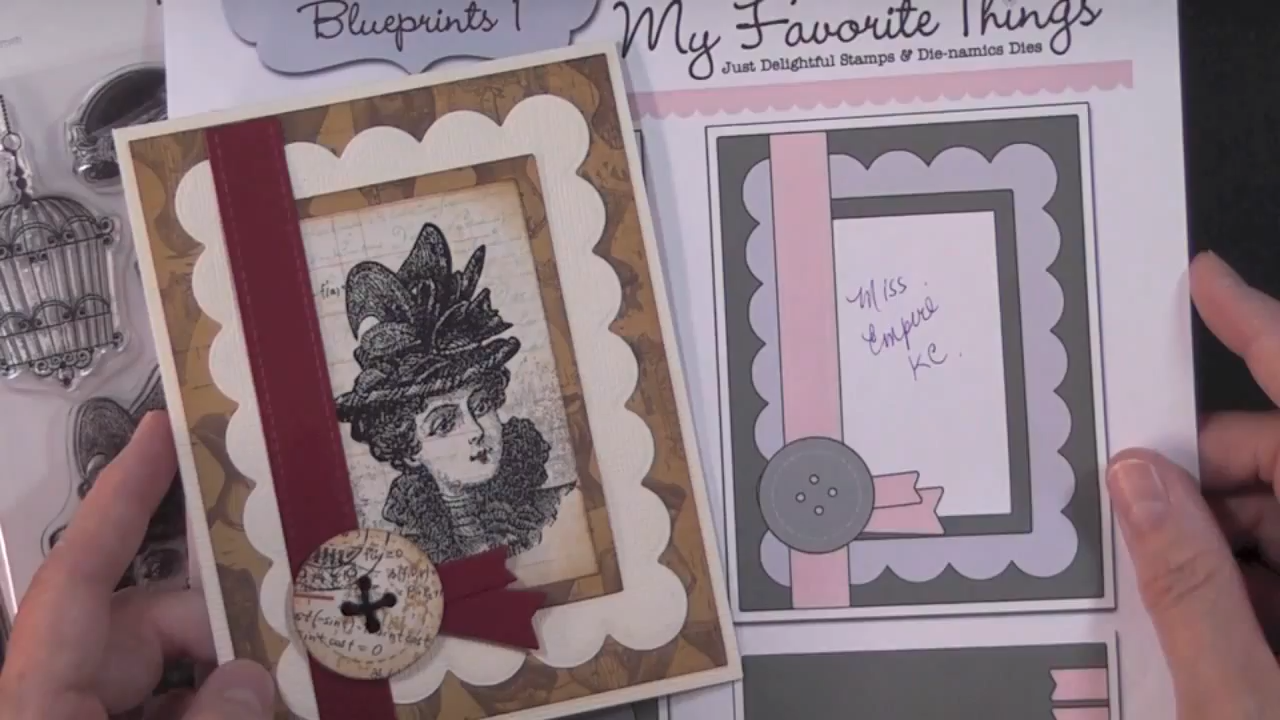 Blueprints 1
My Favorite Things
Just Delightful Stamps & Die-namics Dies
Miss
Empire
KC.